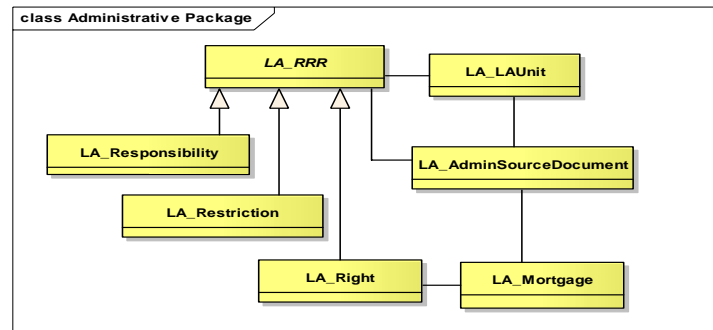 class Administrative Package
LA_RRR
LA_LAUnit
LA_Responsibility
LA_AdminSourceDocument
LA_Restriction
LA_Right
LA_Mortgage